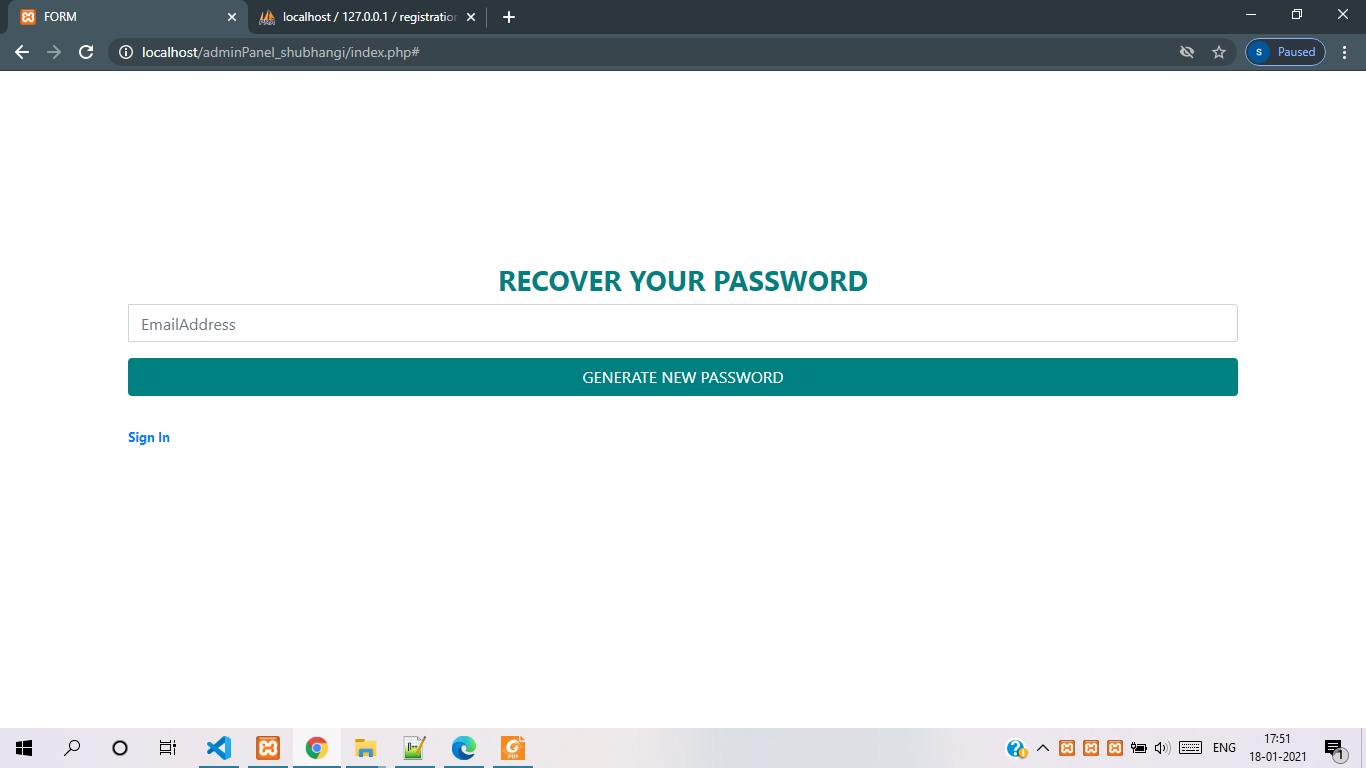 FORM
localhost / 127.0.0.1 / registration
localhost/adminPanel_shubhangi/index.php#
S
Paused
RECOVER YOUR PASSWORD
EmailAddress
GENERATE NEW PASSWORD
Sign In
ENG
17:51
18-01-2021
1